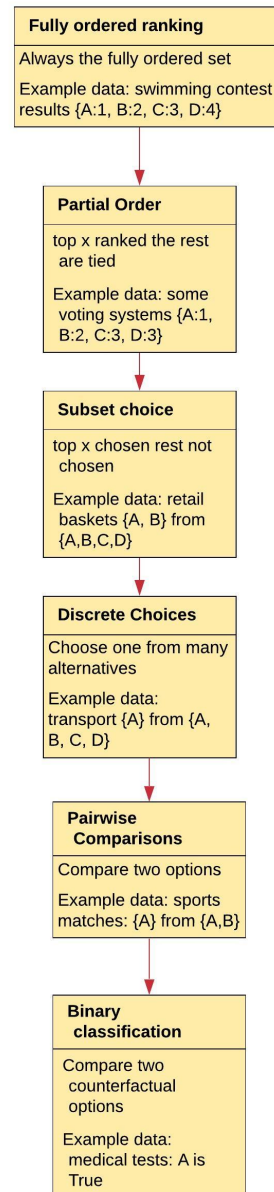 Fully ordered ranking
Always the fully ordered set
Example data: swimming contest
results {A:1, B:2, C:3, D:4}
Partial Order
top x ranked the rest
are tied
Example data: some
voting systems {A:1,
B:2, C:3, D:3}
Subset choice
top x chosen rest not
chosen
Example data: retail
baskets {A, B} from
{A,B,C,D}
Discrete Choices
Choose one from many
alternatives
Example data:
transport {A} from {A,
B, C, D}
Pairwise
Comparisons
Compare two options
Example data: sports
matches: {A} from {A,B}
Binary
classification
Compare two
counterfactual
options
Example data:
medical tests: A is
True